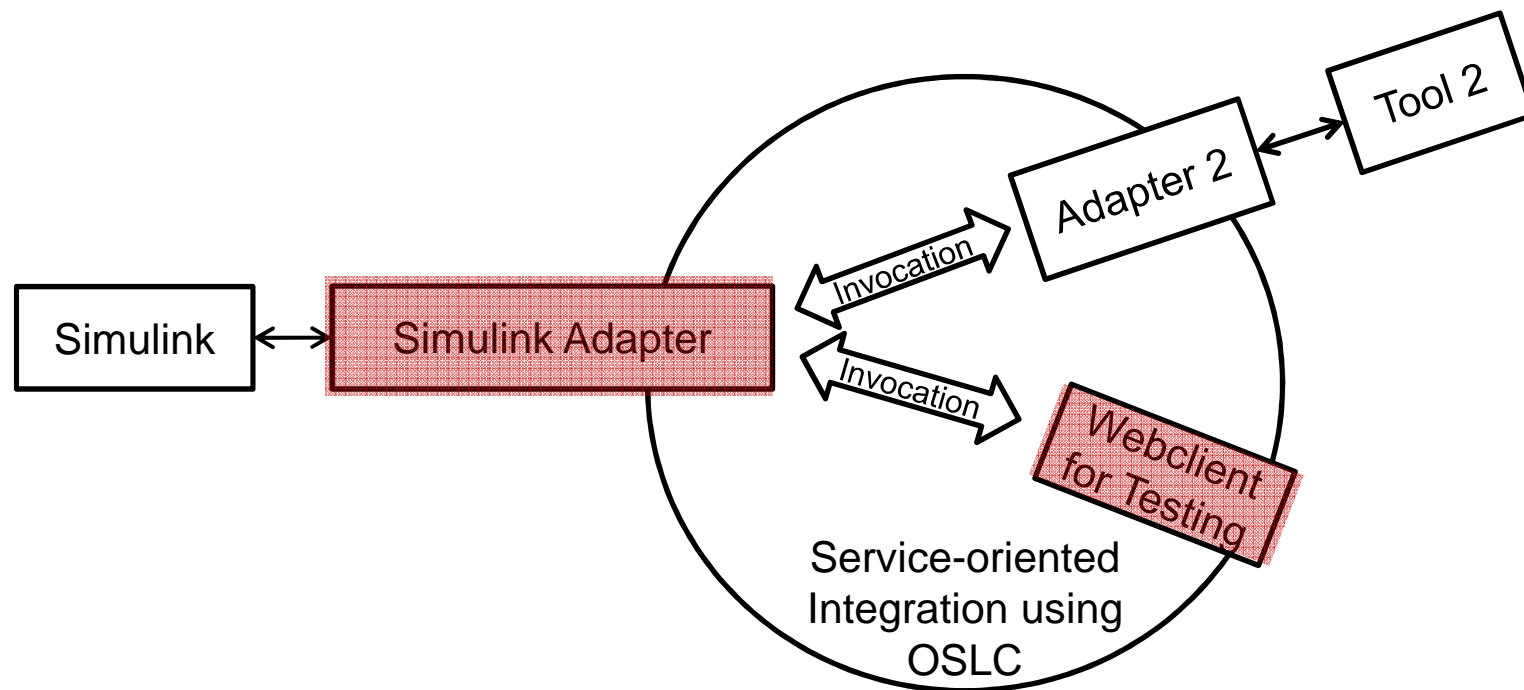 Simulink
Simulink Adapter
Invocation
Adapter 2
Tool 2
Invocation
Webclient
for Testing
Service-oriented
Integration using
OSLC